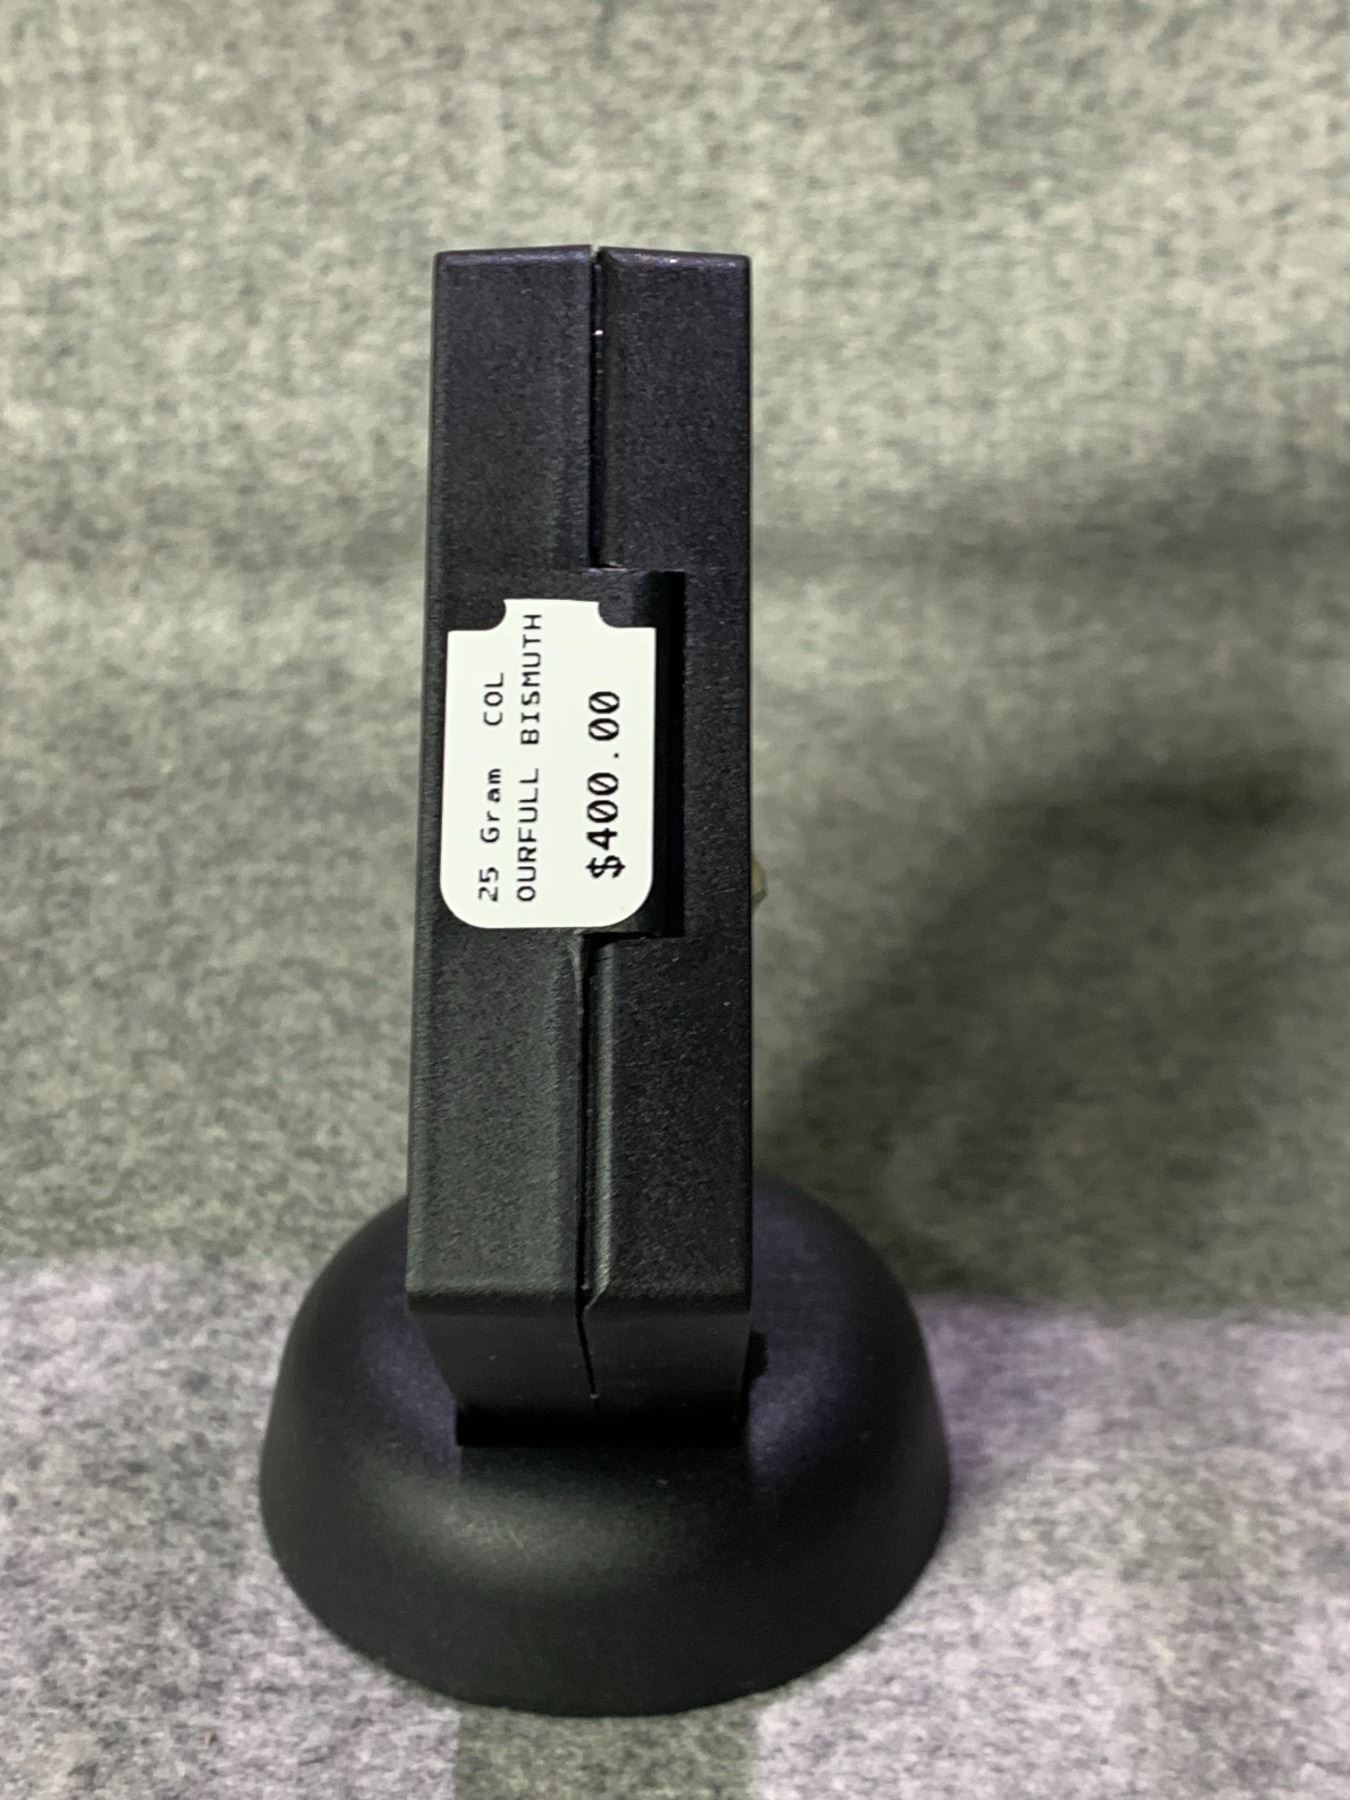 25 Gram COL
OURFULL BISMUTH
$400.00